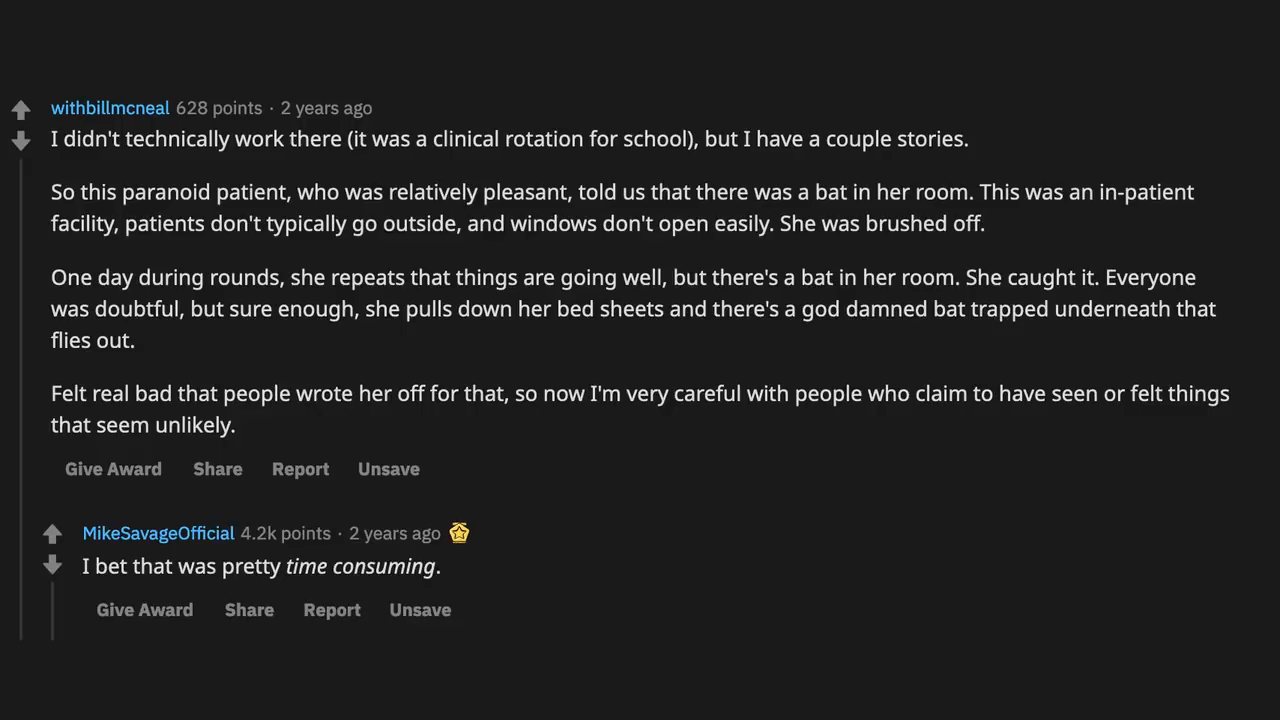 withbillmcneal 628 points · 2 years ago
I didn't technically work there (it was a clinical rotation for school), but I have a couple stories.
So this paranoid patient, who was relatively pleasant, told us that there was a bat in her room. This was an in-patient
facility, patients don't typically go outside, and windows don't open easily. She was brushed off.
One day during rounds, she repeats that things are going well, but there's a bat in her room. She caught it. Everyone
was doubtful, but sure enough, she pulls down her bed sheets and there's a god damned bat trapped underneath that
flies out.
Felt real bad that people wrote her off for that, so now I'm very careful with people who claim to have seen or felt things
that seem unlikely.
Give Award Share Report Unsave
MikeSavageOfficial 4.2k points · 2 years ago
I bet that was pretty time consuming.
Give Award Share Report Unsave